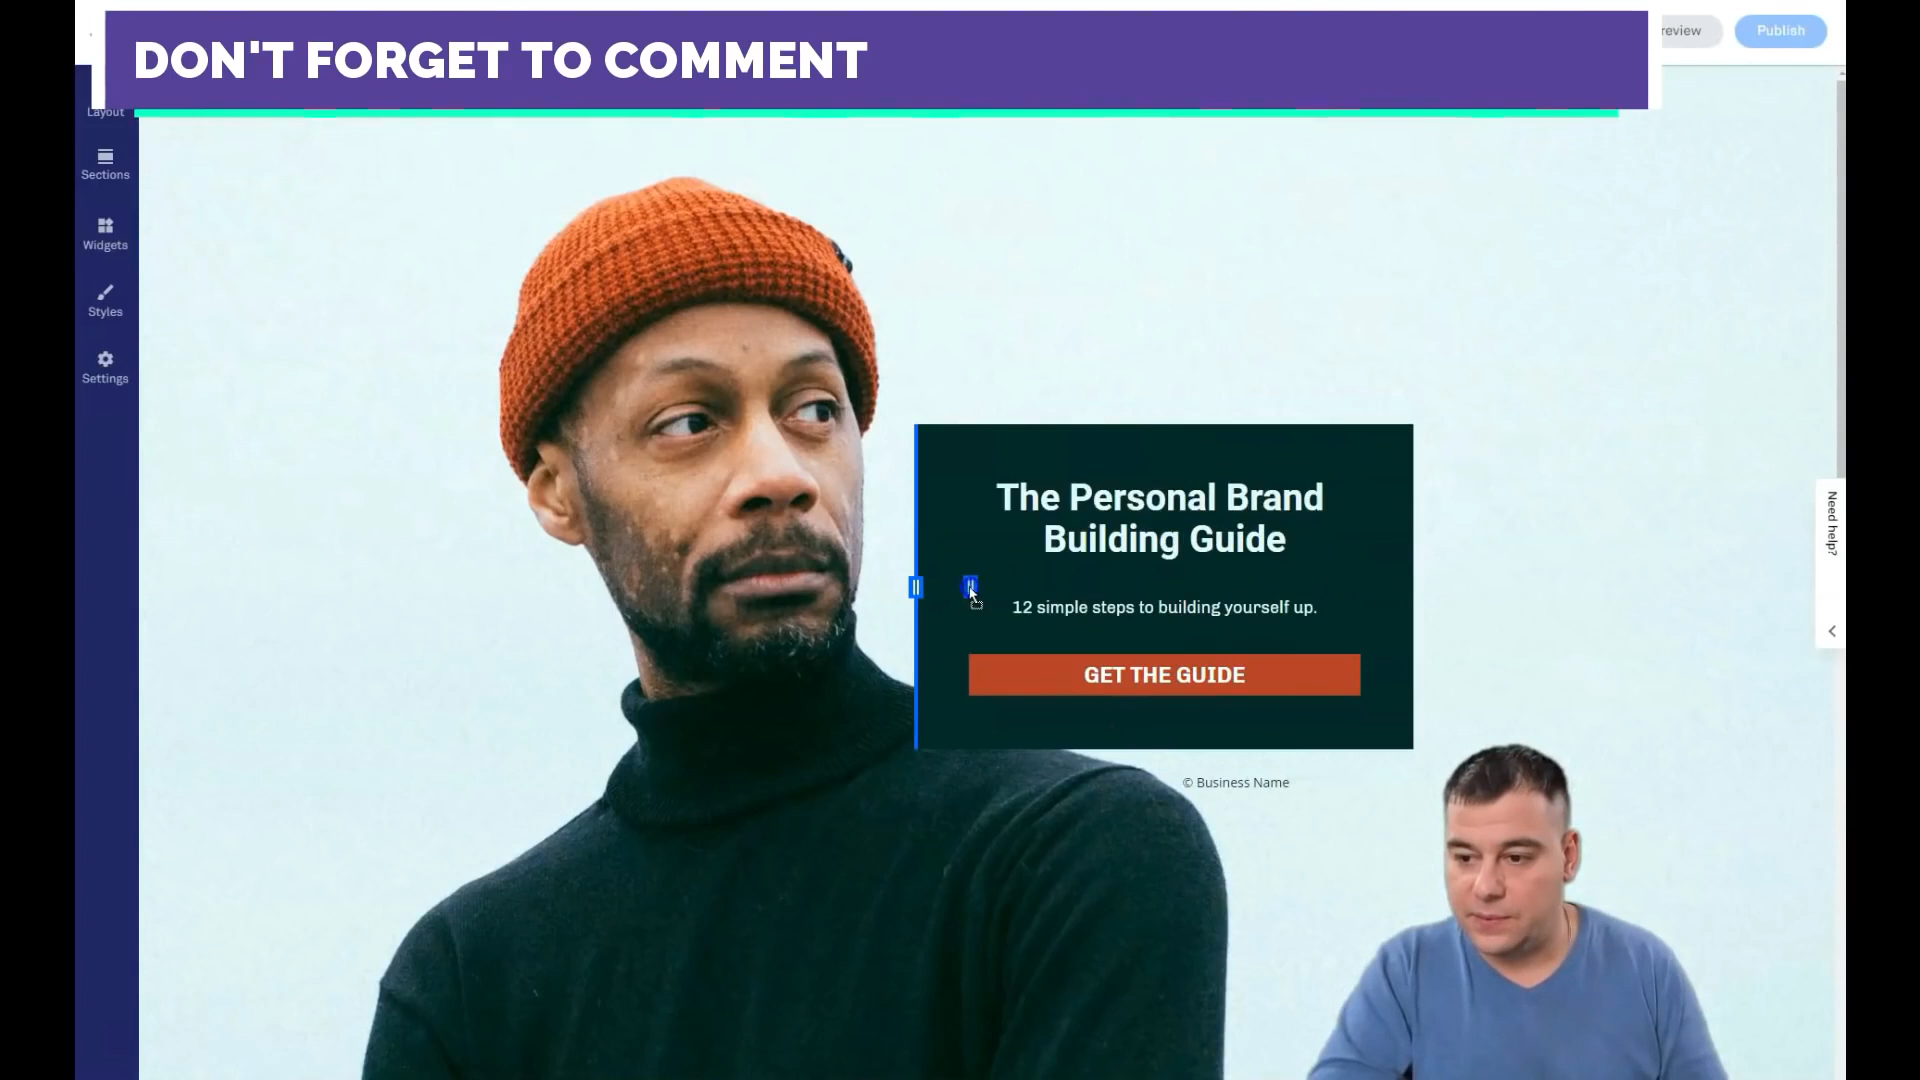 DON'T FORGET TO COMMENT
review
Publish
Layout
Sections
Widgets
Styles
Settings
The Personal Brand
Building Guide
12 simple steps to building yourself up.
GET THE GUIDE
© Business Name
Need help?